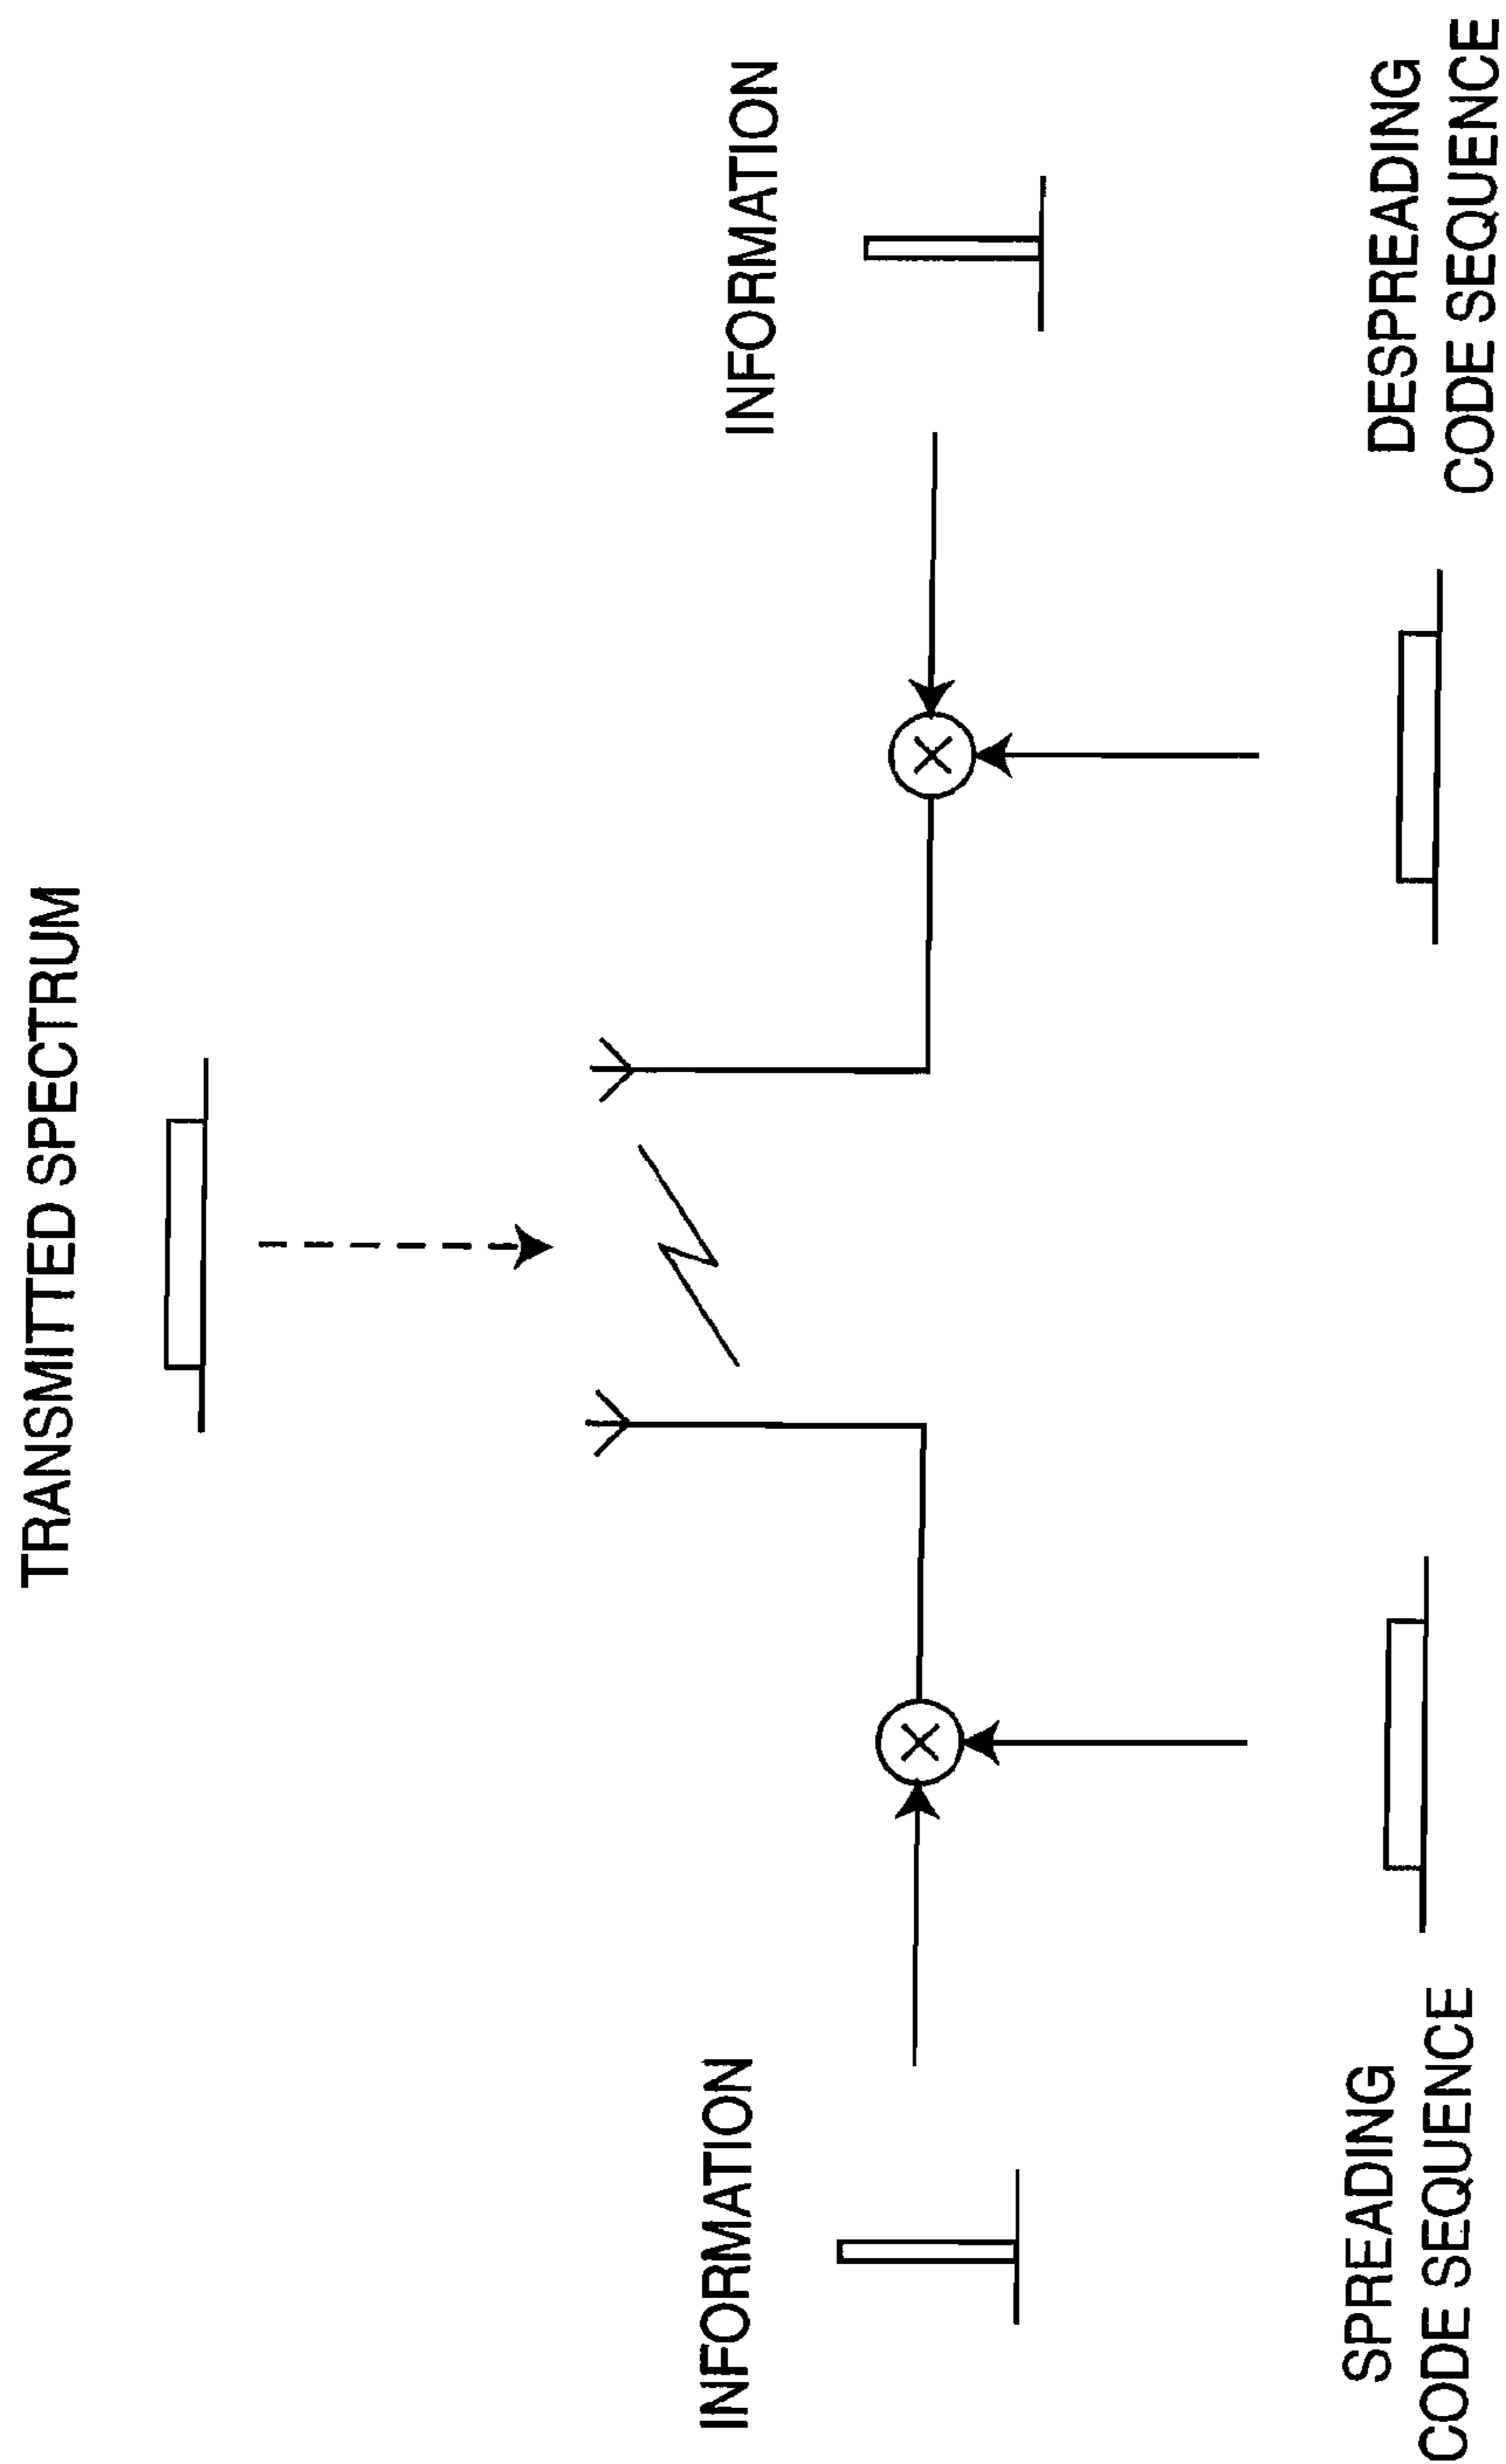 TRANSMITTED SPECTRUM
INFORMATION
INFORMATION
SPREADING
CODE SEQUENCE
DESPREADING
CODE SEQUENCE